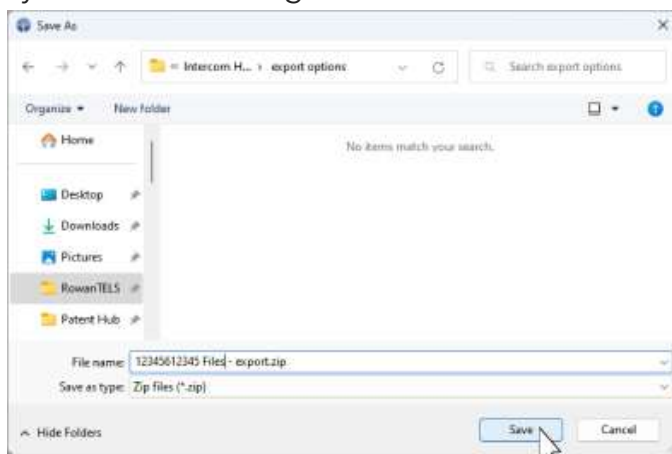 Save As
« Intercom H... › export options
Search export options
Organize
New folder
Home
No items match your search.
Desktop
Downloads
Pictures
RowanTELS
Patent Hub
File name: 12345612345 Files - export.zip
Save as type: Zip files (*.zip)
Hide Folders
Save
Cancel